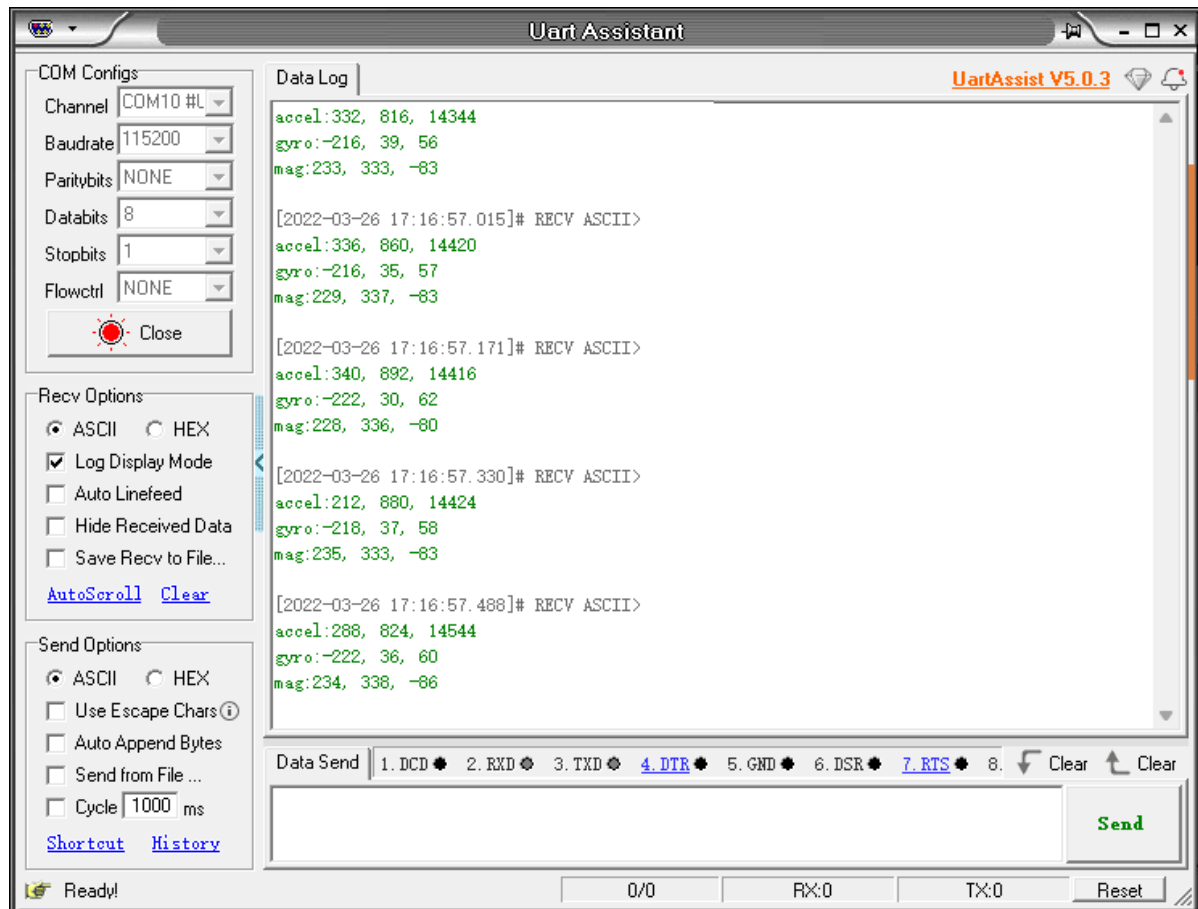 Uart Assistant
COM Configs
Channel COM10 #U
Baudrate 115200
Paritybits NONE
Databits 8
Stopbits 1
Flowctrl NONE
Close
Recv Options
ASCII HEX
Log Display Mode
Auto Linefeed
Hide Received Data
Save Recv to File...
AutoScroll Clear
Send Options
ASCII HEX
Use Escape Chars
Auto Append Bytes
Send from File ...
Cycle 1000 ms
Shortcut History
Data Log UartAssist V5.0.3
accel:332, 816, 14344
gyro:-216, 39, 56
mag:233, 333, -83
[2022-03-26 17:16:57.015]# RECV ASCII>
accel:336, 860, 14420
gyro:-216, 35, 57
mag:229, 337, -83
[2022-03-26 17:16:57.171]# RECV ASCII>
accel:340, 892, 14416
gyro:-222, 30, 62
mag:228, 336, -80
[2022-03-26 17:16:57.330]# RECV ASCII>
accel:212, 880, 14424
gyro:-218, 37, 58
mag:235, 333, -83
[2022-03-26 17:16:57.488]# RECV ASCII>
accel:288, 824, 14544
gyro:-222, 36, 60
mag:234, 338, -86
Data Send 1. DCD 2. RXD 3. TXD 4. DTR 5. GND 6. DSR 7. RTS 8. Clear Clear
Send
Ready! 0/0 RX:0 TX:0 Reset